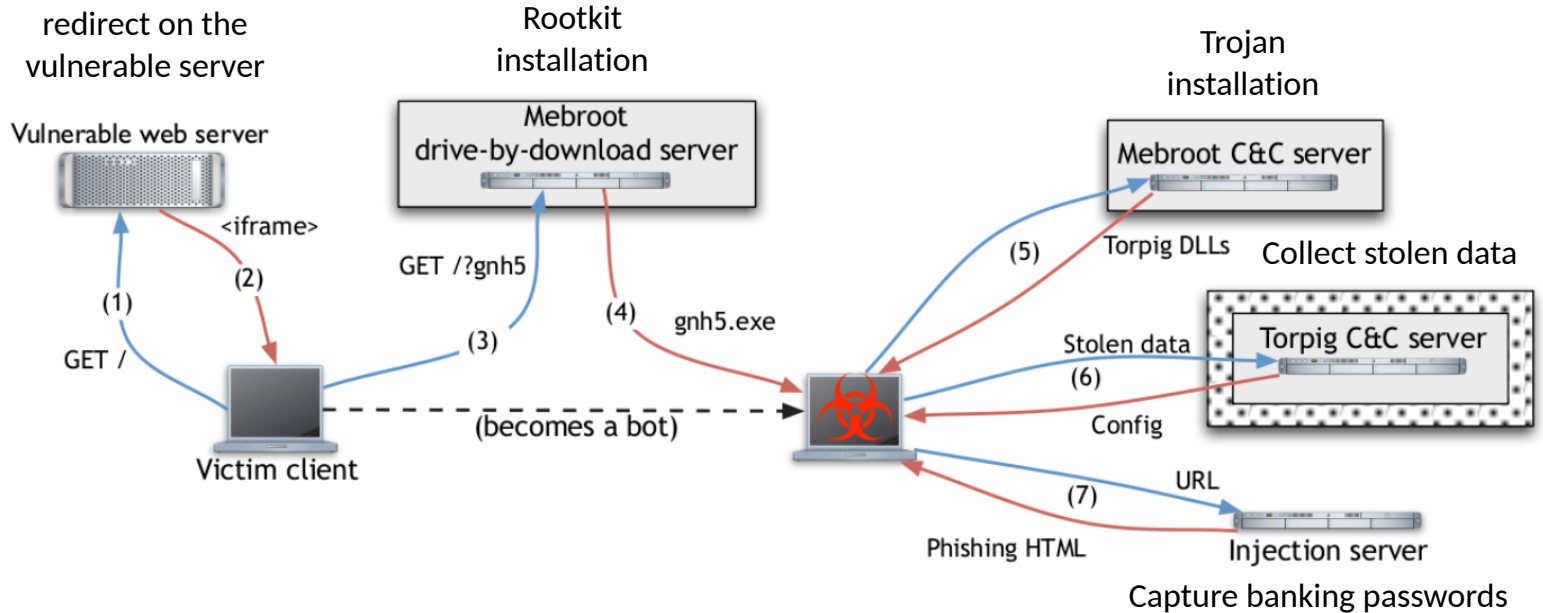 redirect on the
vulnerable server
Rootkit
installation
Trojan
installation
Vulnerable web server
Mebroot
drive-by-download server
Mebroot C&C server
<iframe>
(2)
(1)
GET /
GET /?gnh5
(3)
(4)
gnh5.exe
(5)
Torpig DLLs
Collect stolen data
Torpig C&C server
Stolen data
(6)
Config
(becomes a bot)
Victim client
(7)
URL
Phishing HTML
Injection server
Capture banking passwords